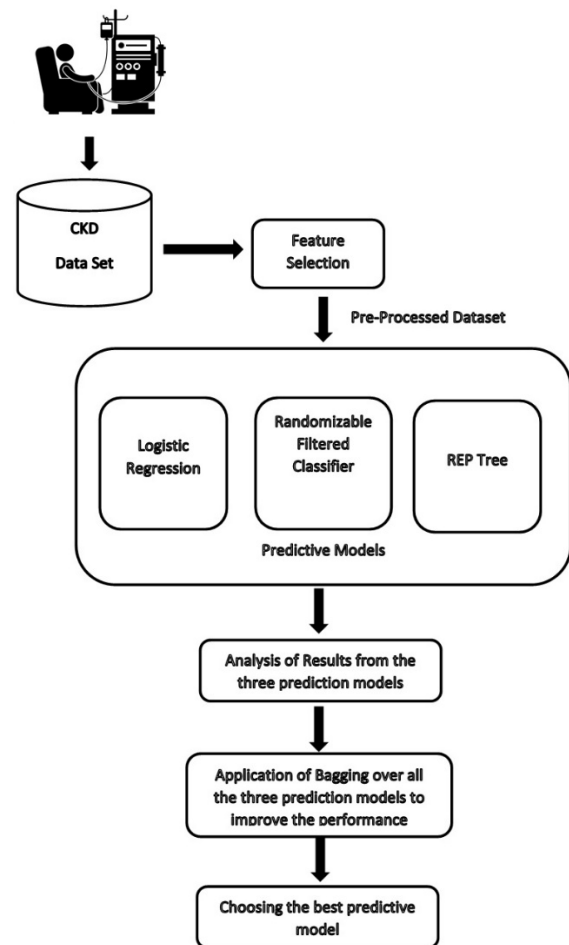 CKD
Data Set
Feature
Selection
Pre-Processed Dataset
Logistic
Regression
Randomizable
Filtered
Classifier
REP Tree
Predictive Models
Analysis of Results from the
three prediction models
Application of Bagging over all
the three prediction models to
improve the performance
Choosing the best predictive
model